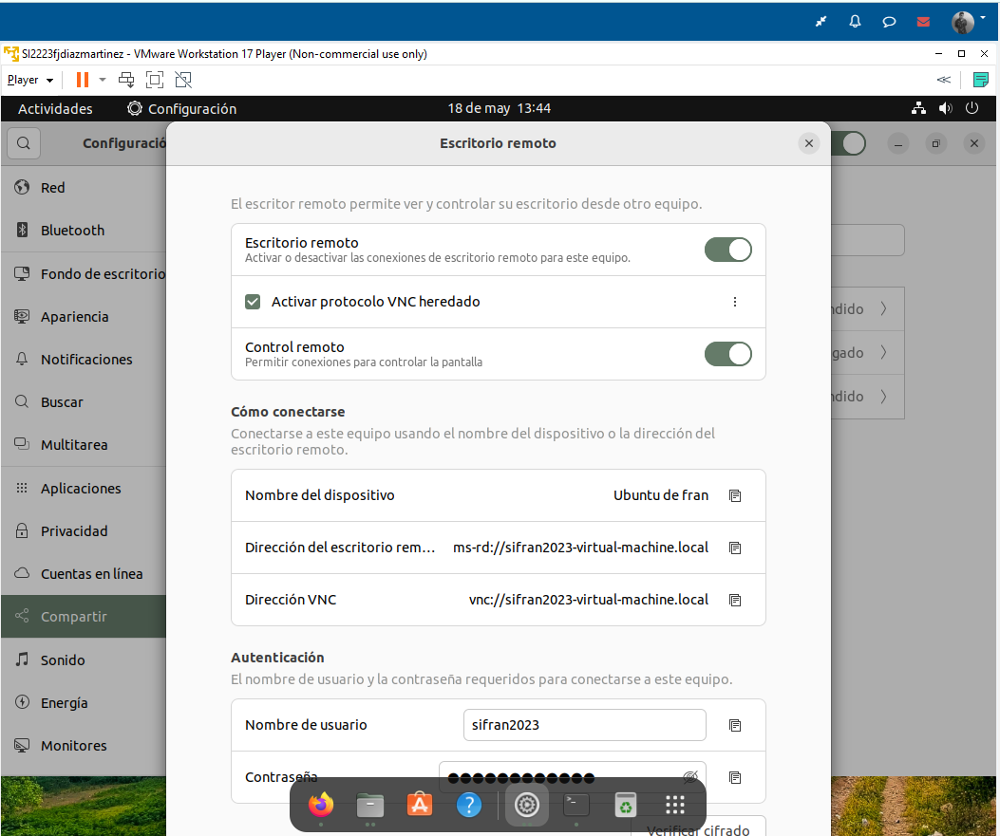 SI2223fjdiazmartinez - VMware Workstation 17 Player (Non-commercial use only)
Player
Actividades
Configuración
18 de may 13:44
Configuració
Escritorio remoto
Red
Bluetooth
Fondo de escritorio
Apariencia
Notificaciones
Buscar
Multitarea
Aplicaciones
Privacidad
Cuentas en línea
Compartir
Sonido
Energía
Monitores
El escritor remoto permite ver y controlar su escritorio desde otro equipo.
Escritorio remoto
Activar o desactivar las conexiones de escritorio remoto para este equipo.
Activar protocolo VNC heredado
Control remoto
Permitir conexiones para controlar la pantalla
Cómo conectarse
Conectarse a este equipo usando el nombre del dispositivo o la dirección del
escritorio remoto.
Nombre del dispositivo
Ubuntu de fran
Dirección del escritorio rem…
ms-rd://sifran2023-virtual-machine.local
Dirección VNC
vnc://sifran2023-virtual-machine.local
Autenticación
El nombre de usuario y la contraseña requeridos para conectarse a este equipo.
Nombre de usuario
sifran2023
Contraseña
●●●●●●●●●●●●
Verificar cifrado
ndido
gado
ndido